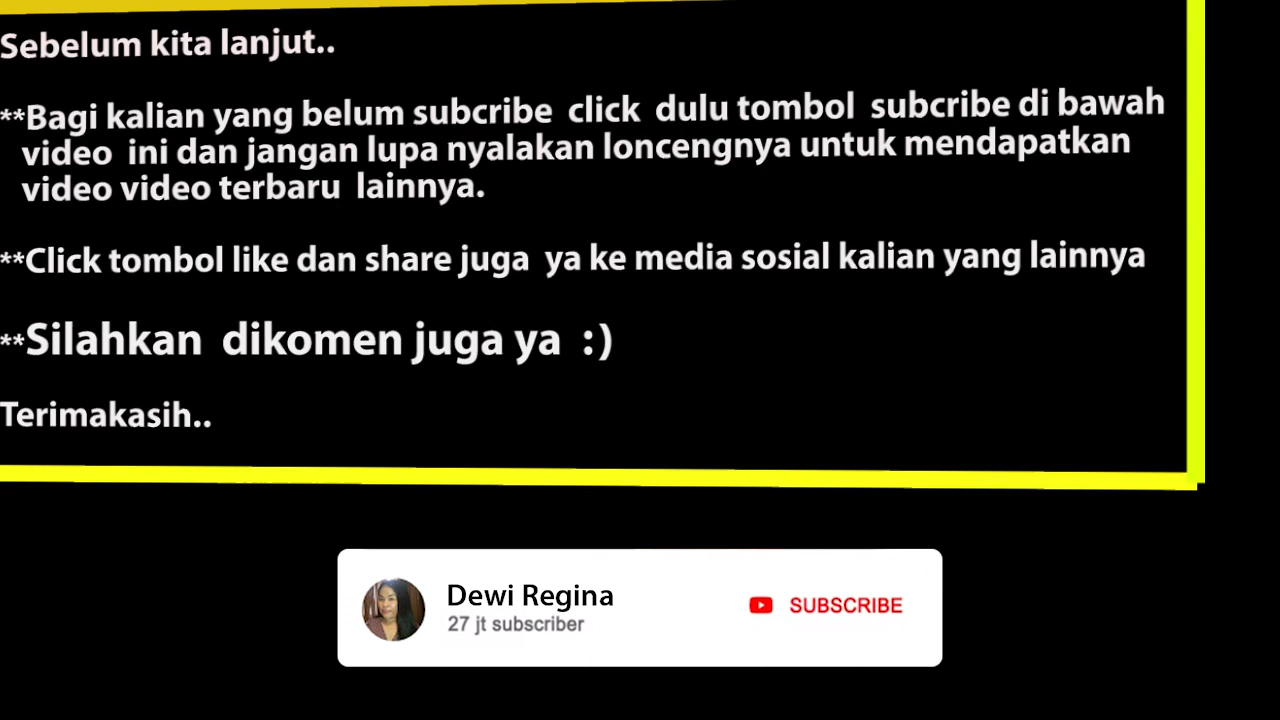 Sebelum kita lanjut..
**Bagi kalian yang belum subcribe click dulu tombol subcribe di bawah
video ini dan jangan lupa nyalakan loncengnya untuk mendapatkan
video video terbaru lainnya.
**Click tombol like dan share juga ya ke media sosial kalian yang lainnya
**Silahkan dikomen juga ya :)
Terimakasih..
Dewi Regina
27 jt subscriber
SUBSCRIBE